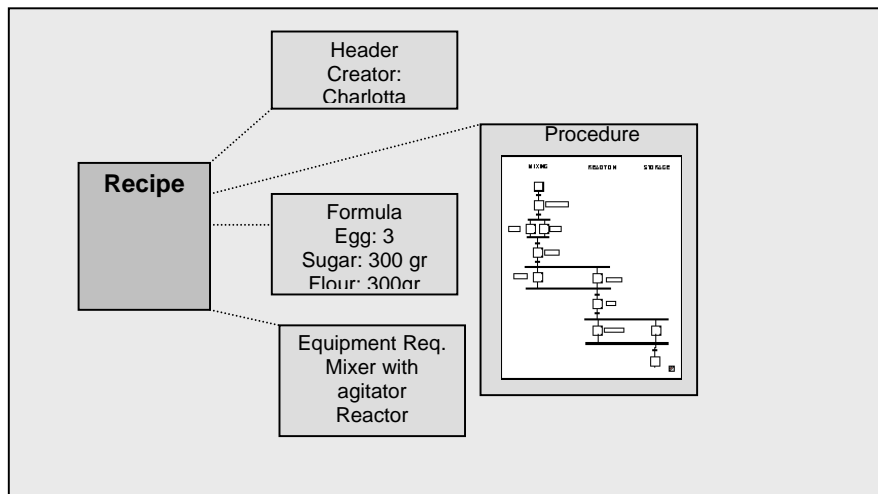 Header
Creator:
Charlotta
Procedure
MIXING REACTION STORAGE
Recipe
Formula
Egg: 3
Sugar: 300 gr
Flour: 300gr
Equipment Req.
Mixer with
agitator
Reactor